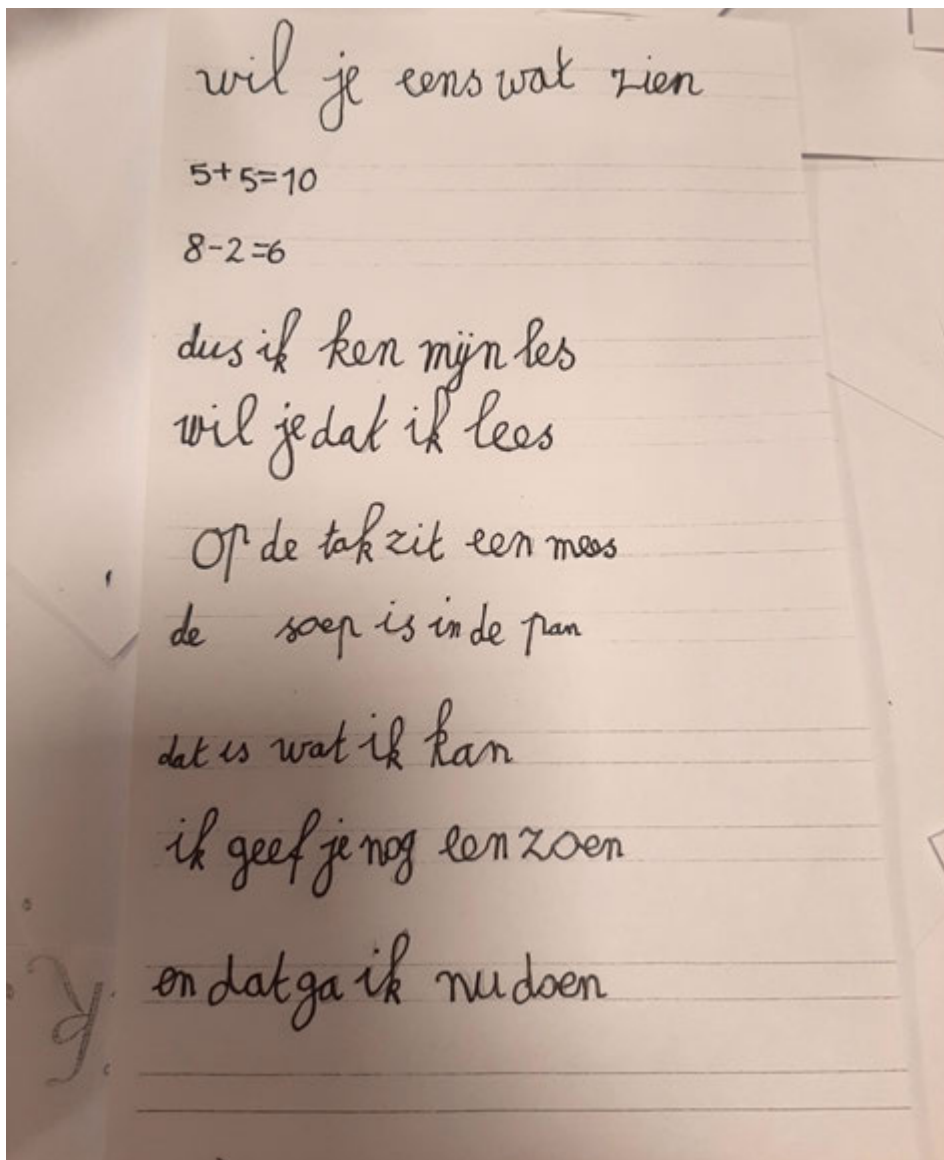 wil je eens wat zien
5+5=10
8-2=6
dus ik ken mijn les
wil je dat ik lees
Op de tak zit een mees
de soep is in de pan
dat is wat ik kan
ik geef je nog een zoen
en dat ga ik nu doen